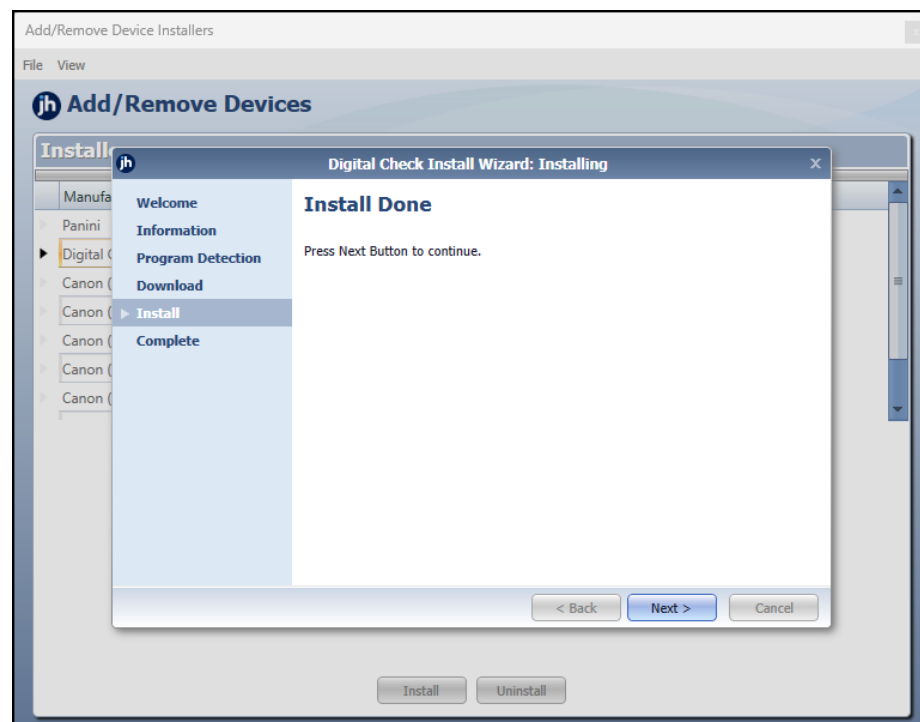 Add/Remove Device Installers
x
File View
jh Add/Remove Devices
Install
jh Digital Check Install Wizard: Installing x
Manufa
Panini
Digital C
Canon (
Canon (
Canon (
Canon (
Canon (
Welcome
Information
Program Detection
Download
Install
Complete
Install Done
Press Next Button to continue.
< Back Next > Cancel
Install Uninstall